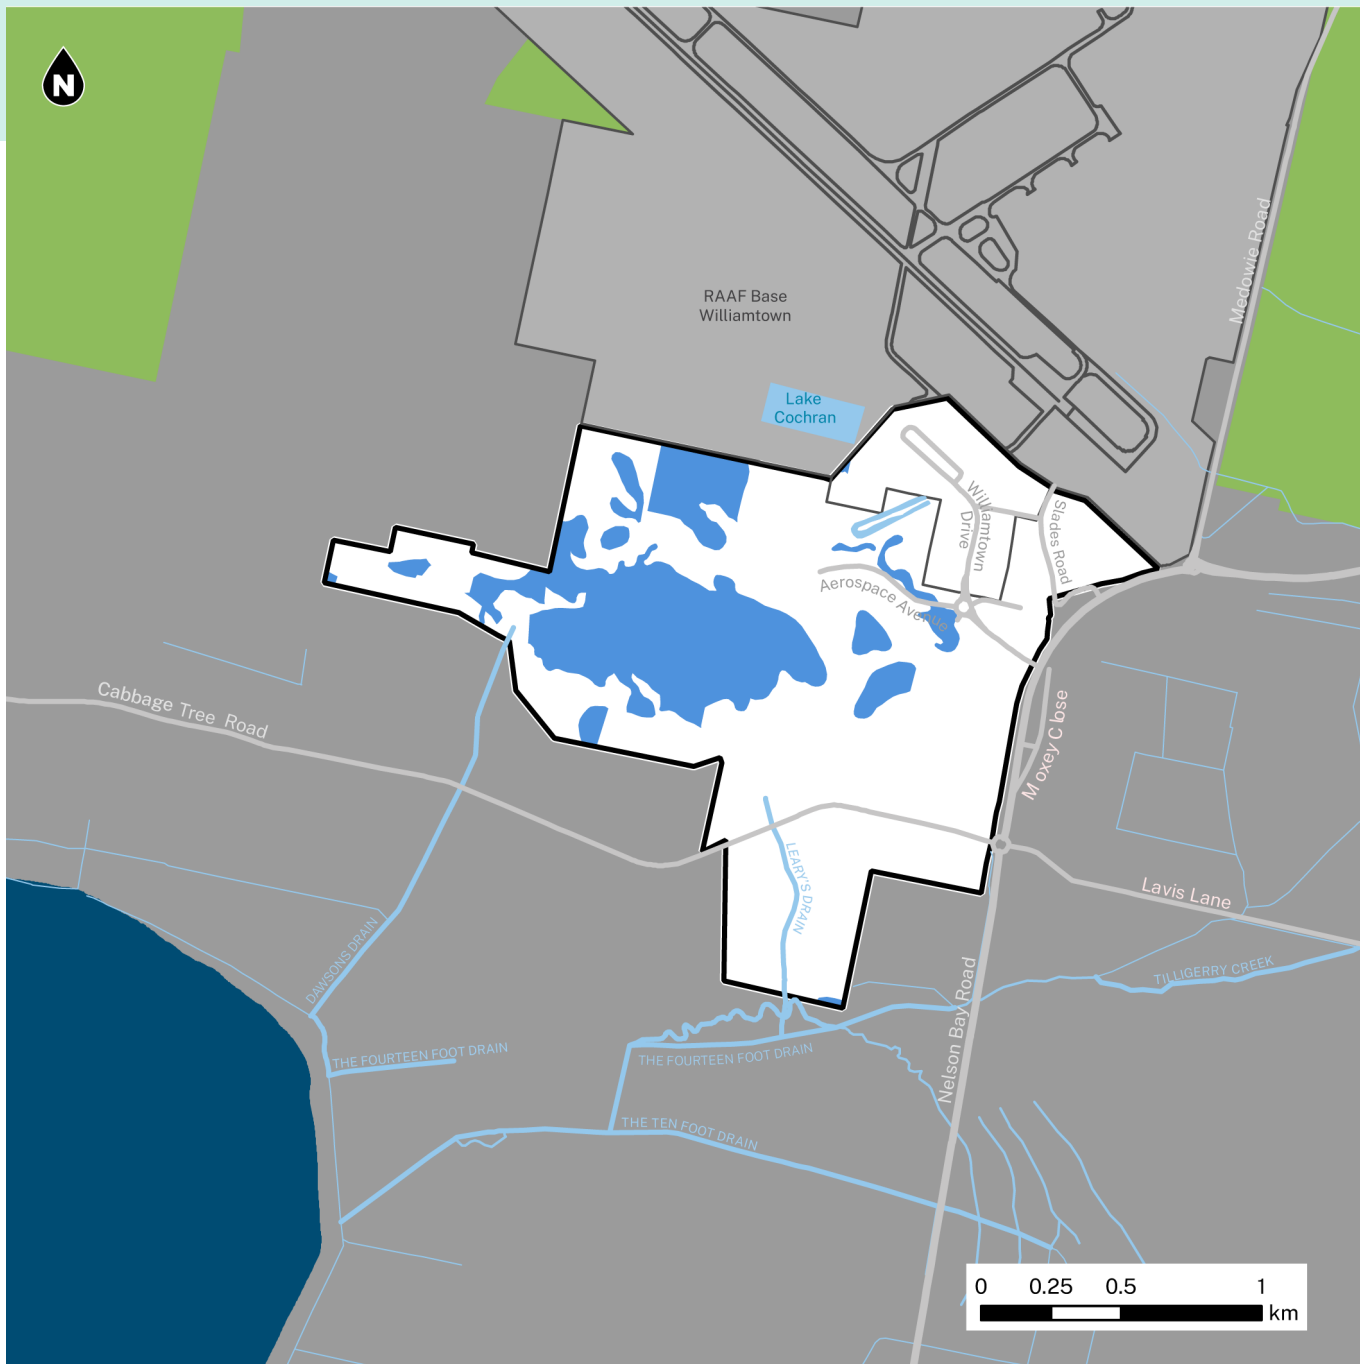 N
Medowie Road
RAAF Base
Williamtown
Lake
Cochran
Williamtown
Drive
Slades Road
Aerospace Avenue
Cabbage Tree Road
Moxey Close
LEARY'S DRAIN
Lavis Lane
DAWSONS DRAIN
TILLIGERRY CREEK
Nelson Bay Road
THE FOURTEEN FOOT DRAIN
THE FOURTEEN FOOT DRAIN
THE TEN FOOT DRAIN
0 0.25 0.5 1
km